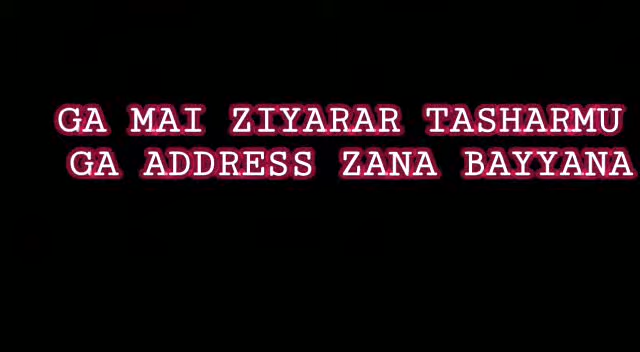 GA MAI ZIYARAR TASHARMU
GA ADDRESS ZANA BAYYANA